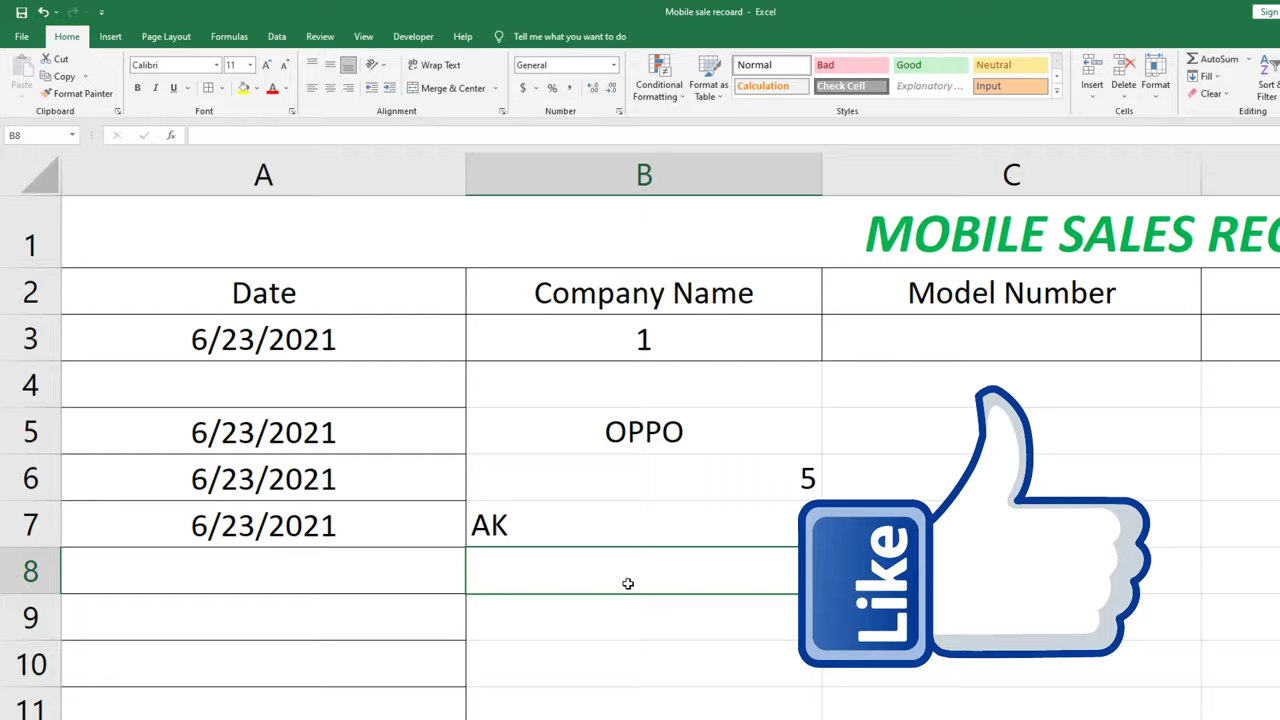 Mobile sale recoard - Excel
Sign
File Home Insert Page Layout Formulas Data Review View Developer Help Tell me what you want to do
Paste Cut Copy Format Painter Clipboard
Calibri 11 B I U A A A Font
Wrap Text Merge & Center Alignment
General $ % , Number
Conditional Formatting Format as Table
Normal Bad Good Neutral
Calculation Check Cell Explanatory ... Input
Styles
Insert Delete Format Cells
AutoSum Fill Clear Sort & Filter Editing
B8 fx
A B C
1 MOBILE SALES REC
2 Date Company Name Model Number
3 6/23/2021 1
4
5 6/23/2021 OPPO
6 6/23/2021 5
7 6/23/2021 AK
8
9
10
11
Like